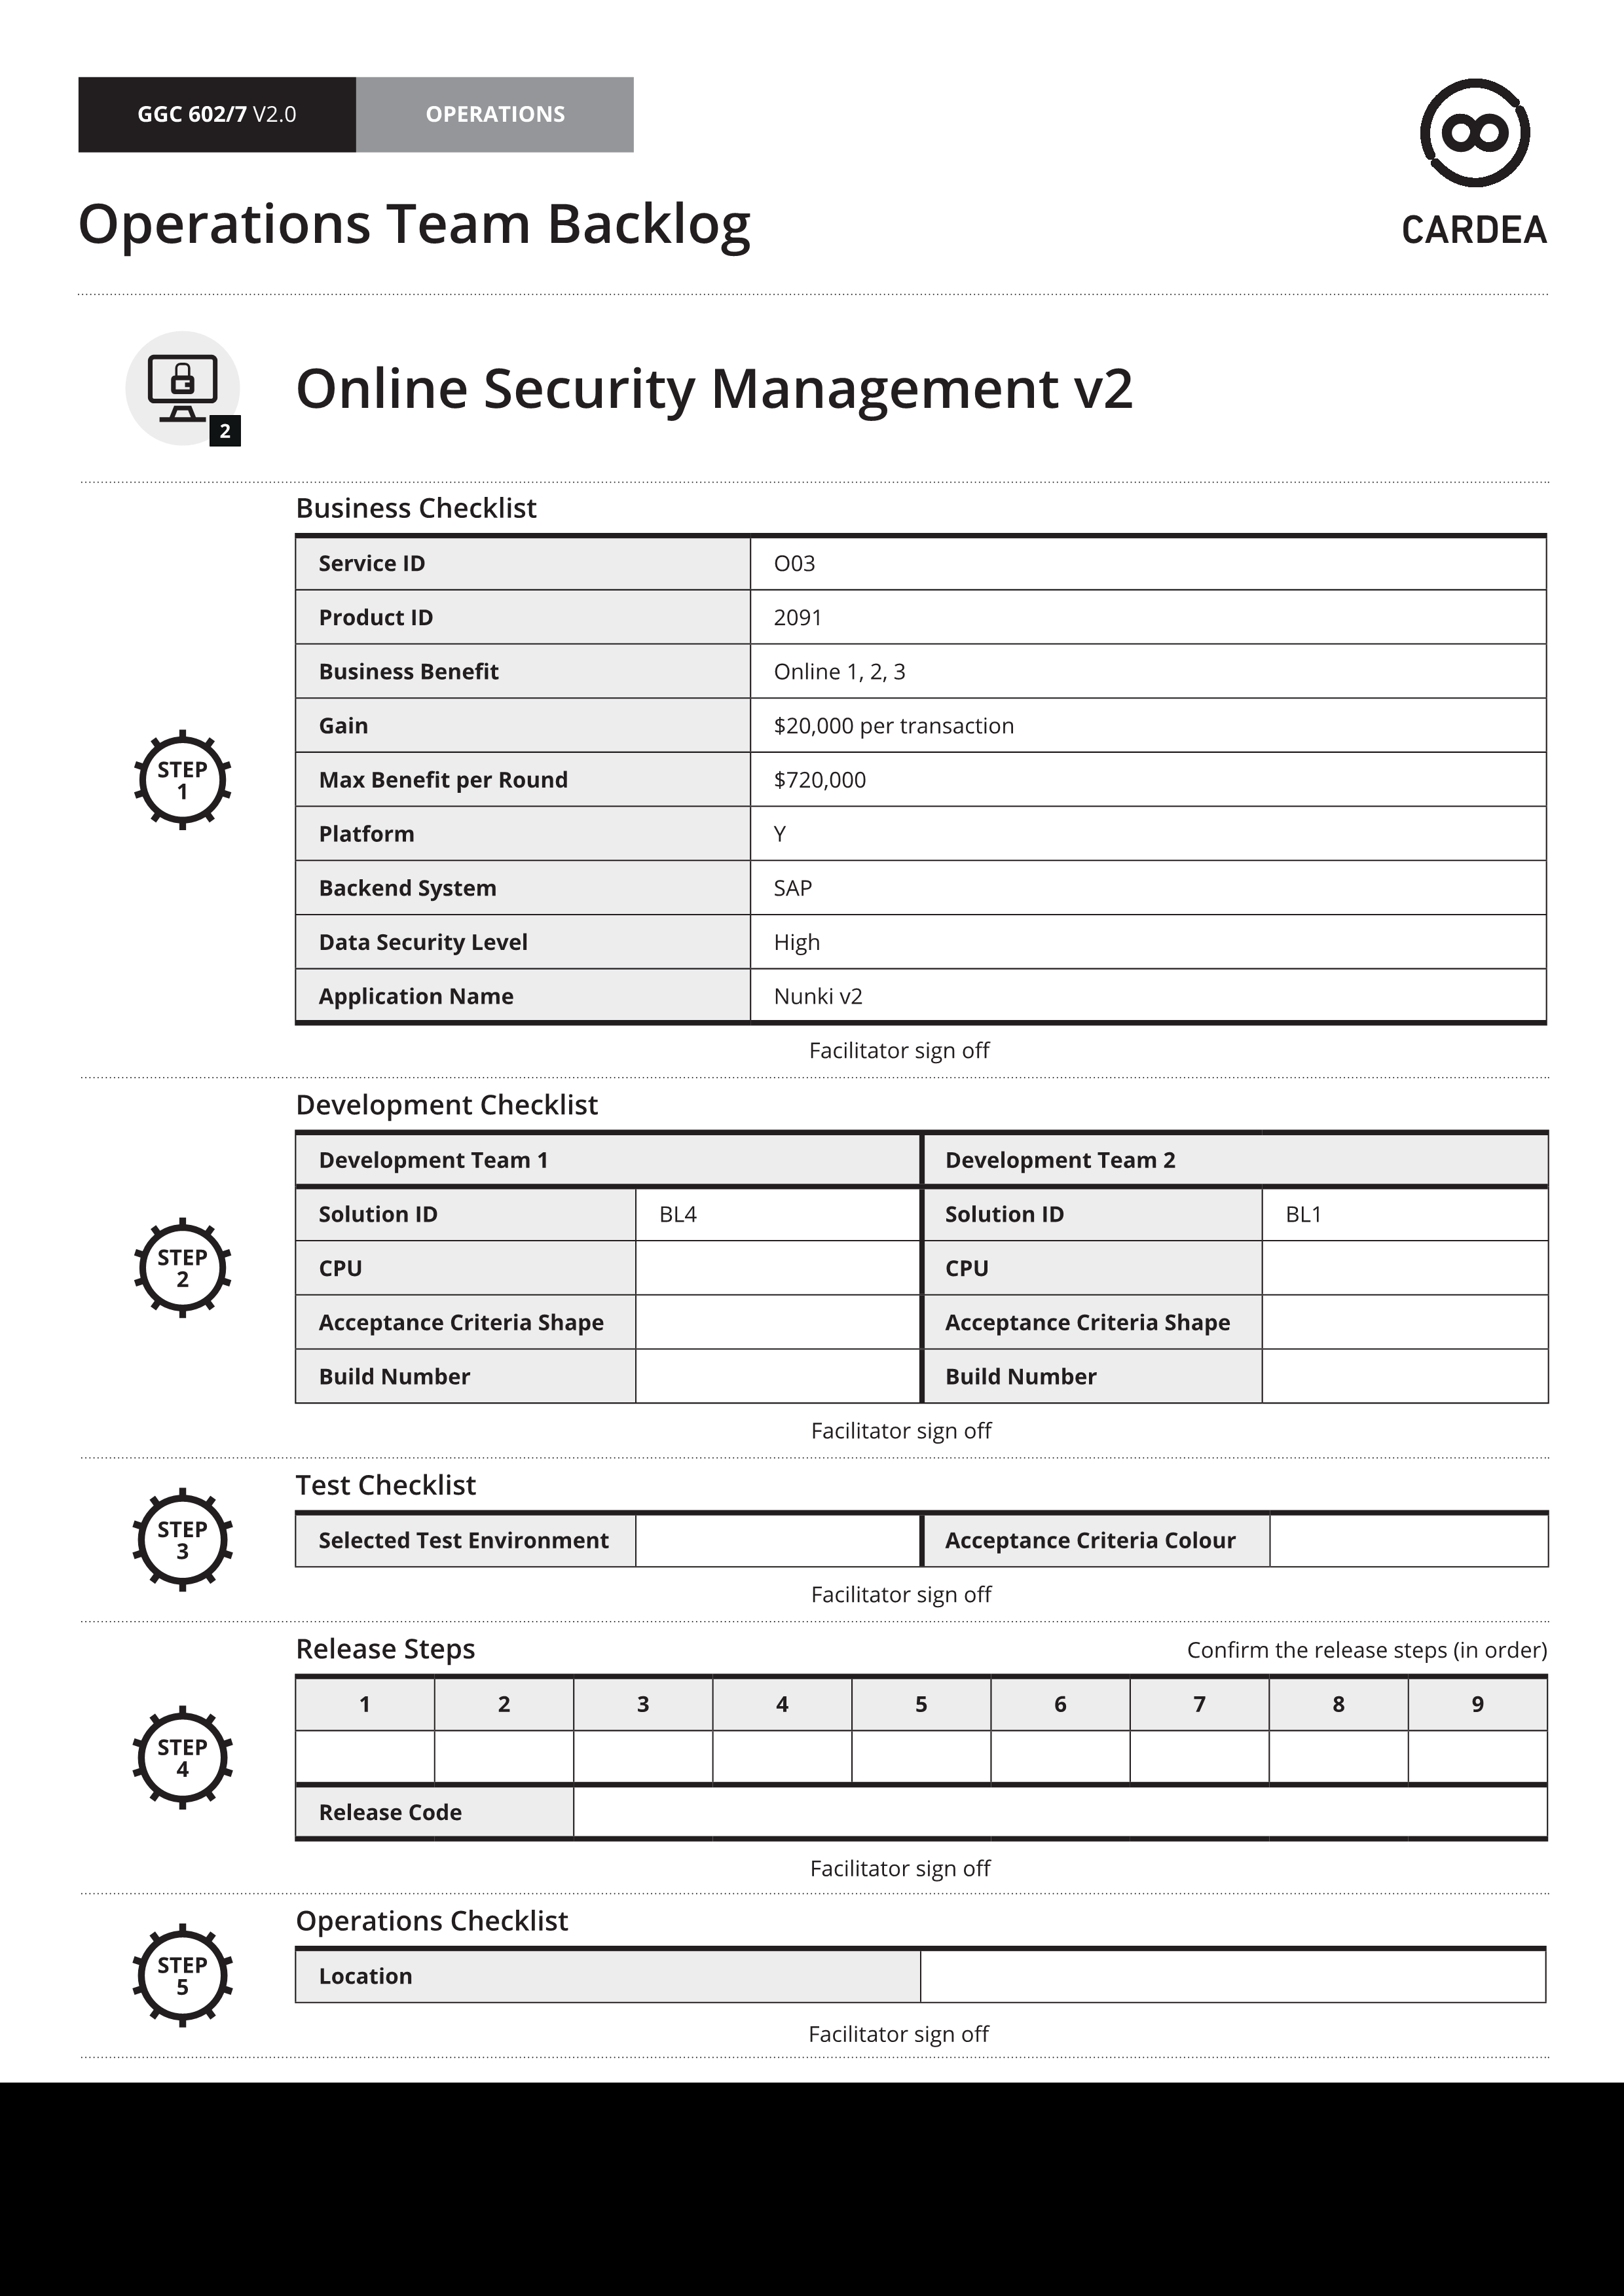 GGC 602/7 V2.0 OPERATIONS
CARDEA
Operations Team Backlog
2
Online Security Management v2
Business Checklist
Service ID O03
Product ID 2091
Business Benefit Online 1, 2, 3
Gain $20,000 per transaction
Max Benefit per Round $720,000
Platform Y
Backend System SAP
Data Security Level High
Application Name Nunki v2
STEP
1
Facilitator sign off
Development Checklist
Development Team 1 Development Team 2
Solution ID BL4 Solution ID BL1
CPU CPU
Acceptance Criteria Shape Acceptance Criteria Shape
Build Number Build Number
STEP
2
Facilitator sign off
Test Checklist
Selected Test Environment Acceptance Criteria Colour
STEP
3
Facilitator sign off
Release Steps Confirm the release steps (in order)
1 2 3 4 5 6 7 8 9
Release Code
STEP
4
Facilitator sign off
Operations Checklist
Location
STEP
5
Facilitator sign off